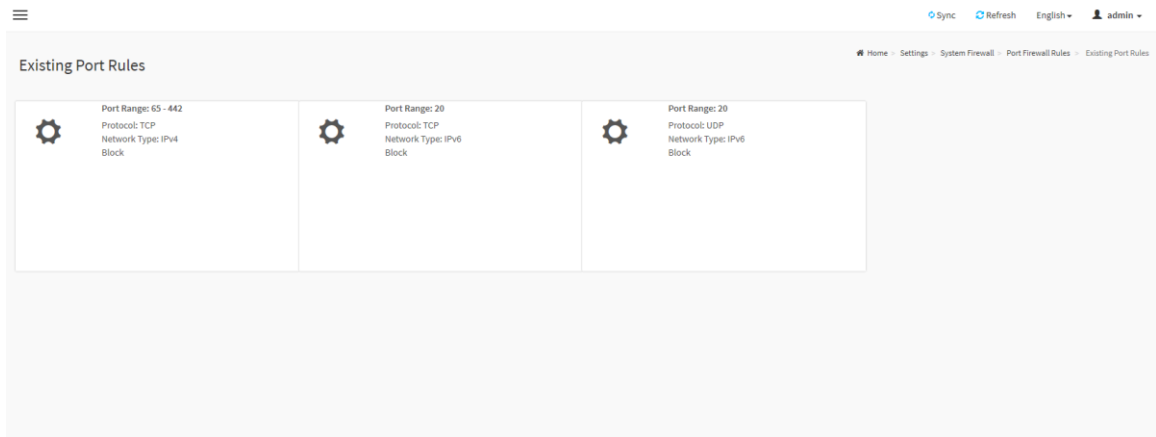 Sync Refresh English admin
Home > Settings > System Firewall > Port Firewall Rules > Existing Port Rules
Existing Port Rules
Port Range: 65 - 442
Protocol: TCP
Network Type: IPv4
Block
Port Range: 20
Protocol: TCP
Network Type: IPv6
Block
Port Range: 20
Protocol: UDP
Network Type: IPv6
Block